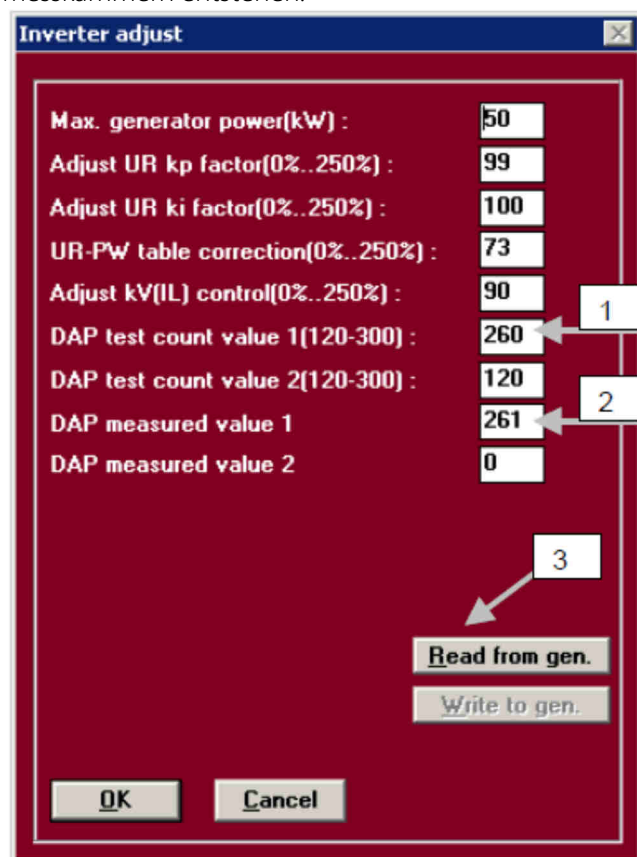 messkammern entstehen.
Inverter adjust
Max. generator power(kW) : 50
Adjust UR kp factor(0%..250%) : 99
Adjust UR ki factor(0%..250%) : 100
UR-PW table correction(0%..250%) : 73
Adjust kV(IL) control(0%..250%) : 90
1
DAP test count value 1(120-300) : 260
DAP test count value 2(120-300) : 120
2
DAP measured value 1 261
DAP measured value 2 0
3
Read from gen.
Write to gen.
OK Cancel